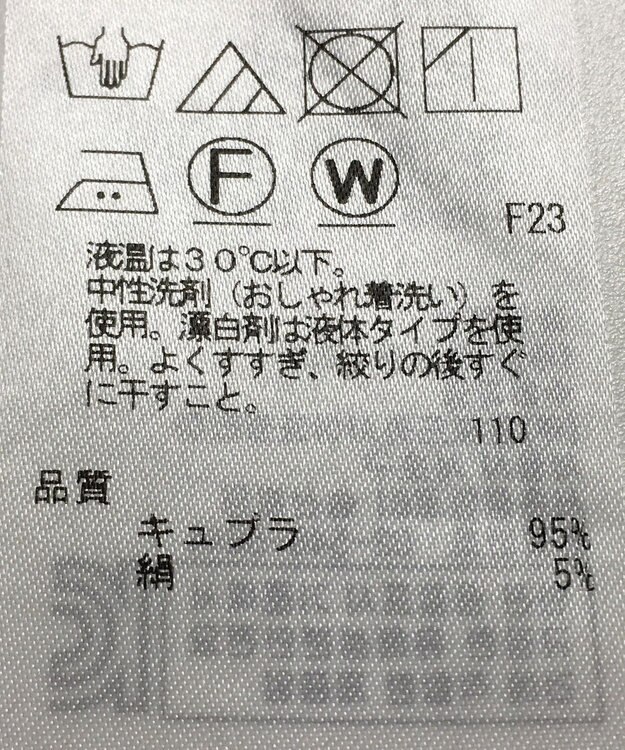 F W
F23
液温は30℃以下。
中性洗剤（おしゃれ着洗い）を
使用。漂白剤は液体タイプを使
用。よくすすぎ、絞りの後すぐ
に干すこと。
110
品質
キュプラ 95%
絹 5%